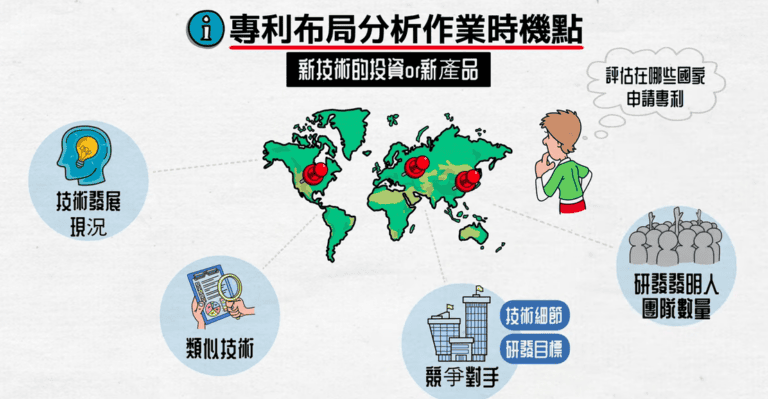 i 專利布局分析作業時機點
新技術的投資or新產品
評估在哪些國家
申請專利
技術發展
現況
類似技術
競爭對手
技術細節
研發目標
研發發明人
團隊數量